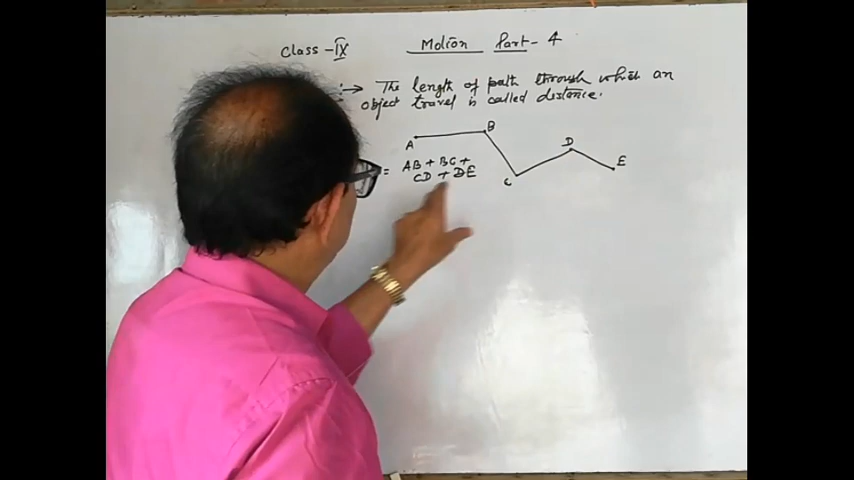 Class - IX Motion Part - 4
: → The length of path through which an
object travel is called distance.
A B C D E
= AB + BC +
CD + DE